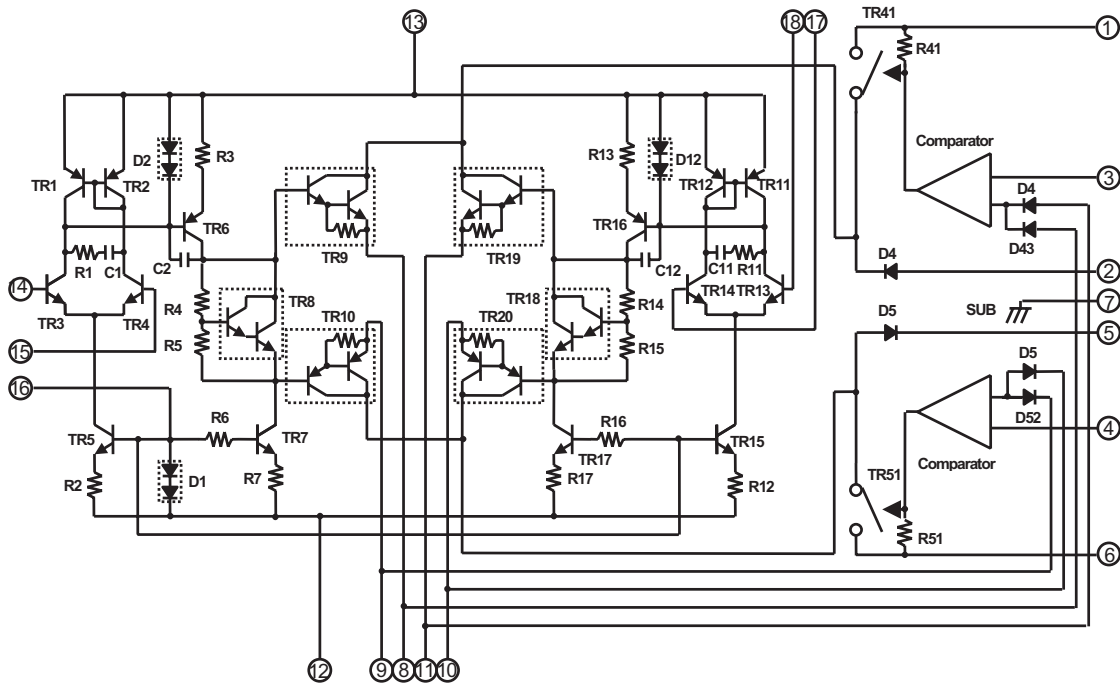 13
18
17
TR41
1
R41
Comparator
3
D2
R3
R13
D12
TR1
TR2
TR12
TR11
D4
D43
TR6
TR16
R1
C1
C2
TR9
TR19
C12
C11
R11
D4
2
14
TR3
TR4
R4
TR8
TR18
R14
TR14
TR13
SUB
7
15
R5
TR10
TR20
R15
D5
5
16
D5
D52
R6
R16
4
TR5
TR7
TR17
TR15
Comparator
R2
D1
R7
R17
R12
TR51
R51
6
12
9
8
11
10